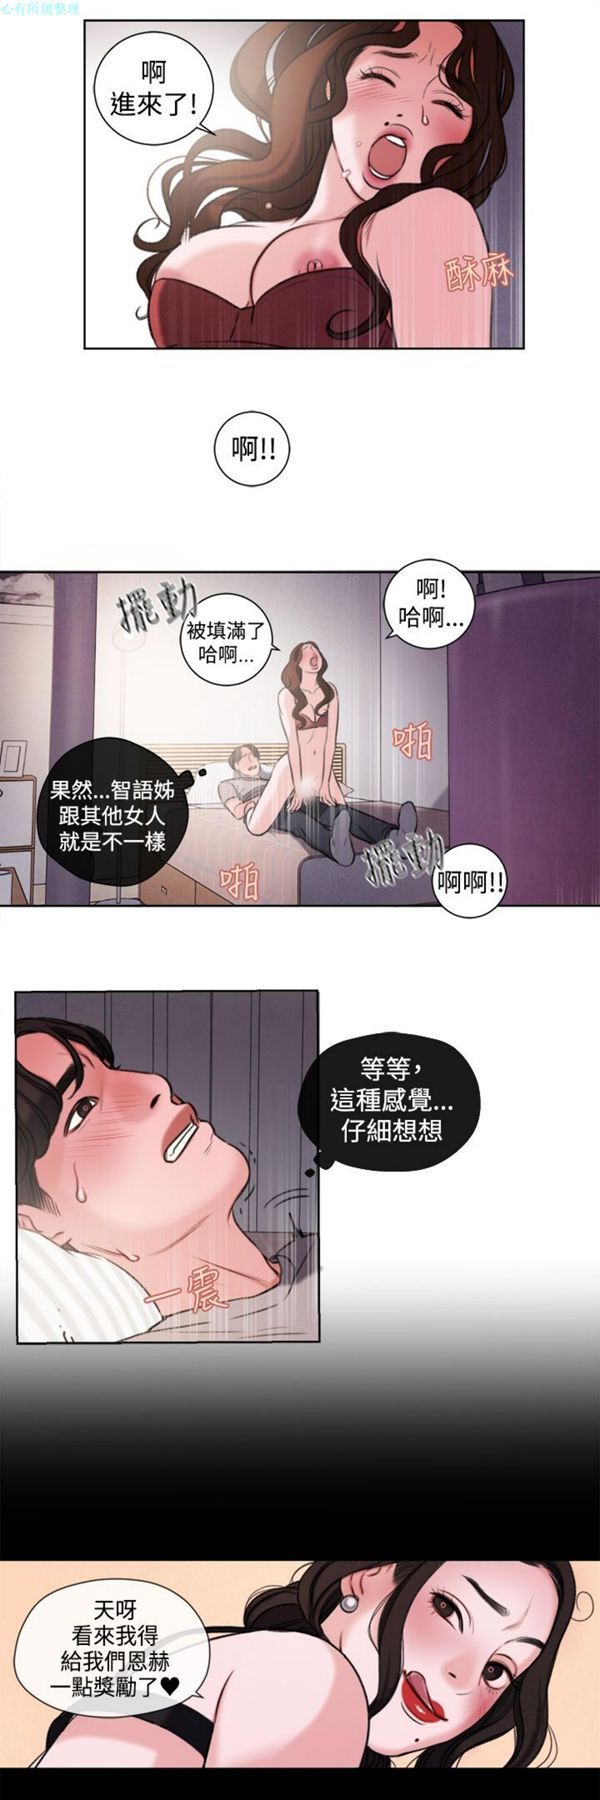 心有所属整理
啊
進來了!
酥麻
啊!!
擺動
被填滿了
哈啊...
啊!
哈啊...
啪
果然...智語姊
跟其他女人
就是不一樣
啪
擺動
啊啊!!
等等,
這種感覺...
仔細想想
一震
天呀
看來我得
給我們恩赫
一點獎勵了♥